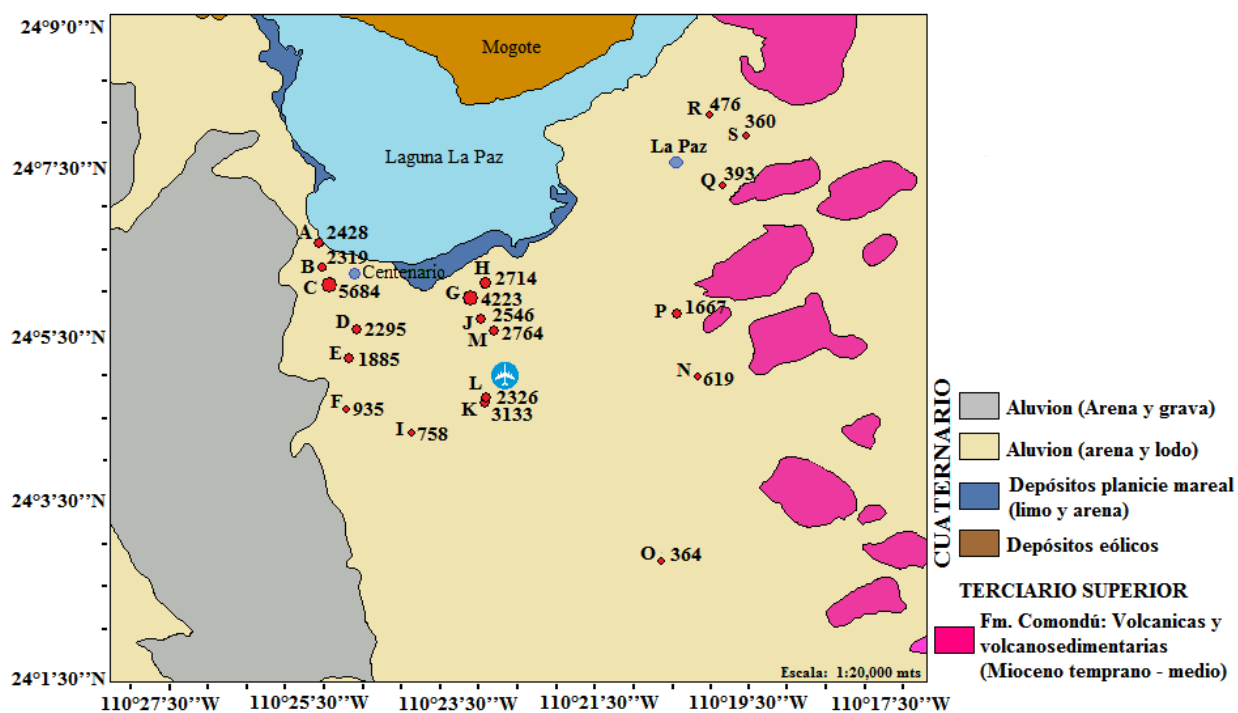 24°9'0''N
24°7'30''N
24°5'30''N
24°3'30''N
24°1'30''N
Mogote
Laguna La Paz
R 476
S 360
La Paz
Q 393
A 2428
B 2319
Centenario
C 5684
H 2714
G 4223
J 2546
M 2764
D 2295
E 1885
P 1667
N 619
L 2326
K 3133
F 935
I 758
O 364
Escala: 1:20,000 mts
110°27'30''W 110°25'30''W 110°23'30''W 110°21'30''W 110°19'30''W 110°17'30''W
CUATERNARIO
Aluvion (Arena y grava)
Aluvion (arena y lodo)
Depósitos planicie mareal
(limo y arena)
Depósitos eólicos
TERCIARIO SUPERIOR
Fm. Comondú: Volcanicas y
volcanosedimentarias
(Mioceno temprano - medio)